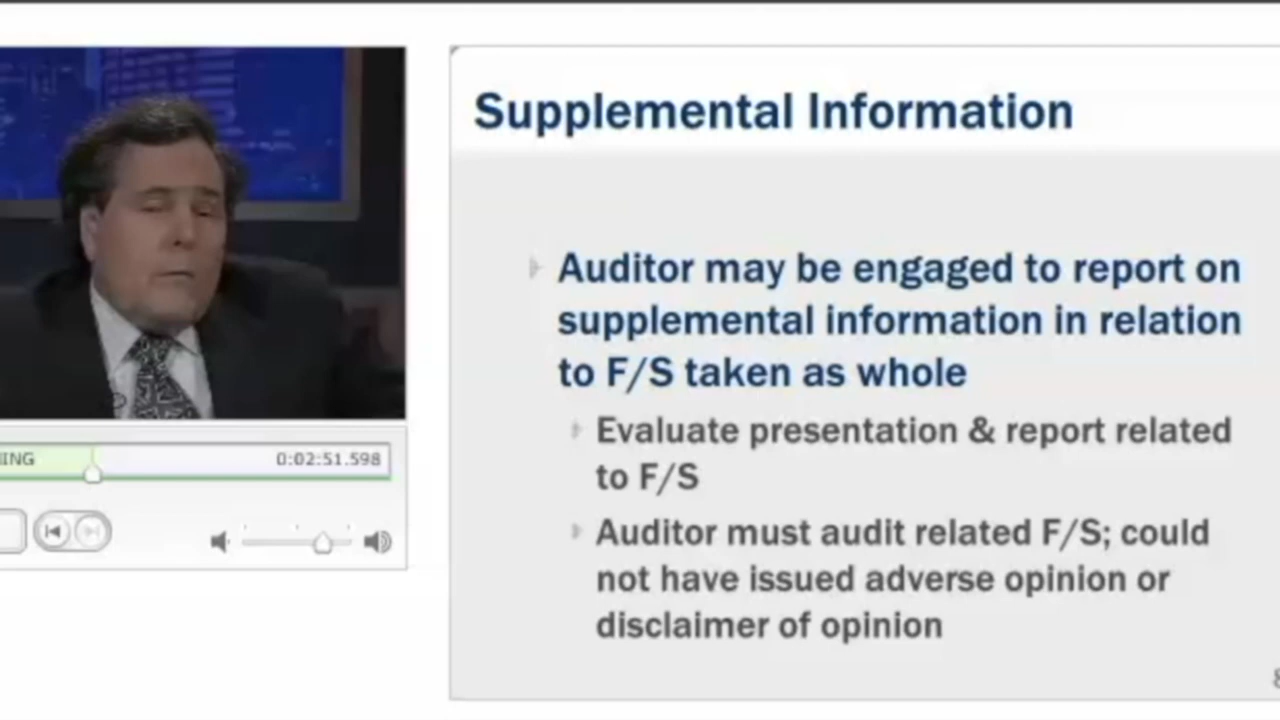 Supplemental Information
Auditor may be engaged to report on
supplemental information in relation
to F/S taken as whole
Evaluate presentation & report related
to F/S
Auditor must audit related F/S; could
not have issued adverse opinion or
disclaimer of opinion
0:02:51.598